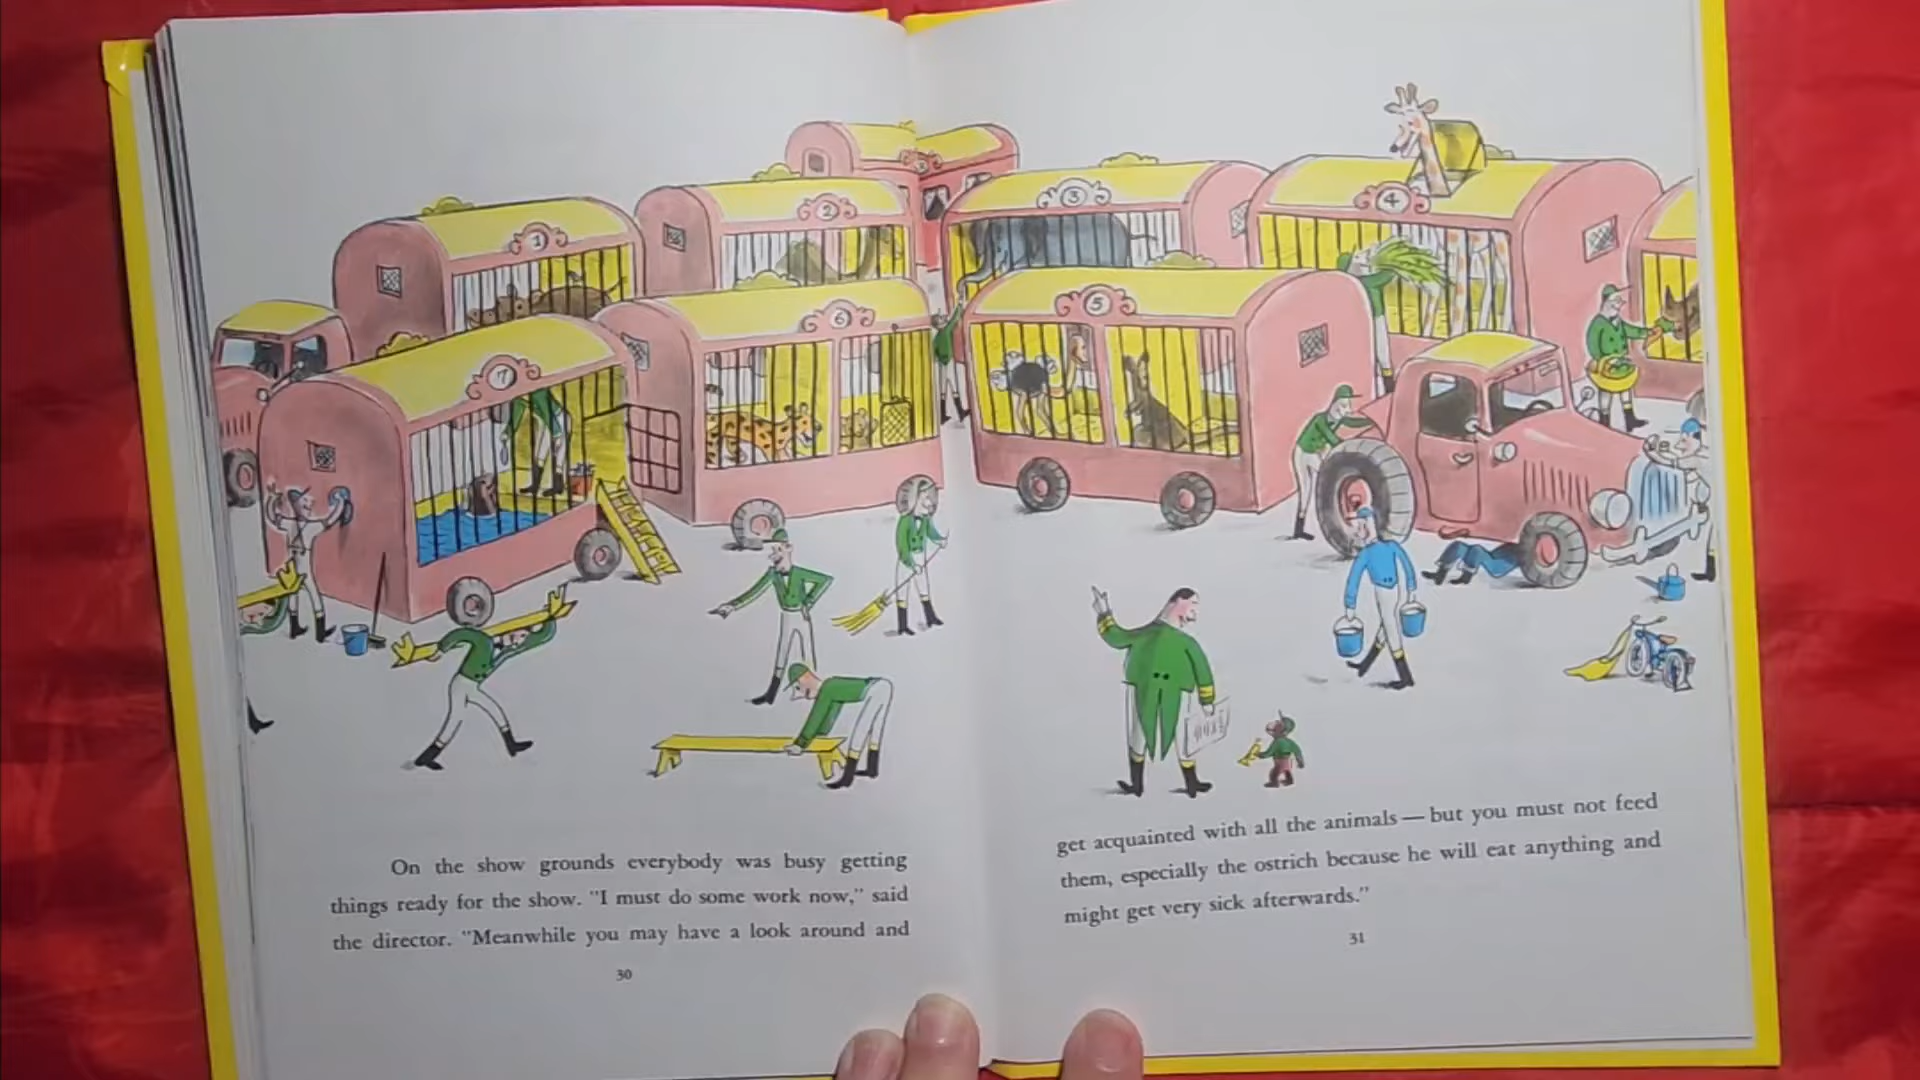 1
2
3
4
5
6
7
On the show grounds everybody was busy getting
things ready for the show. "I must do some work now," said
the director. "Meanwhile you may have a look around and
30
get acquainted with all the animals — but you must not feed
them, especially the ostrich because he will eat anything and
might get very sick afterwards."
31